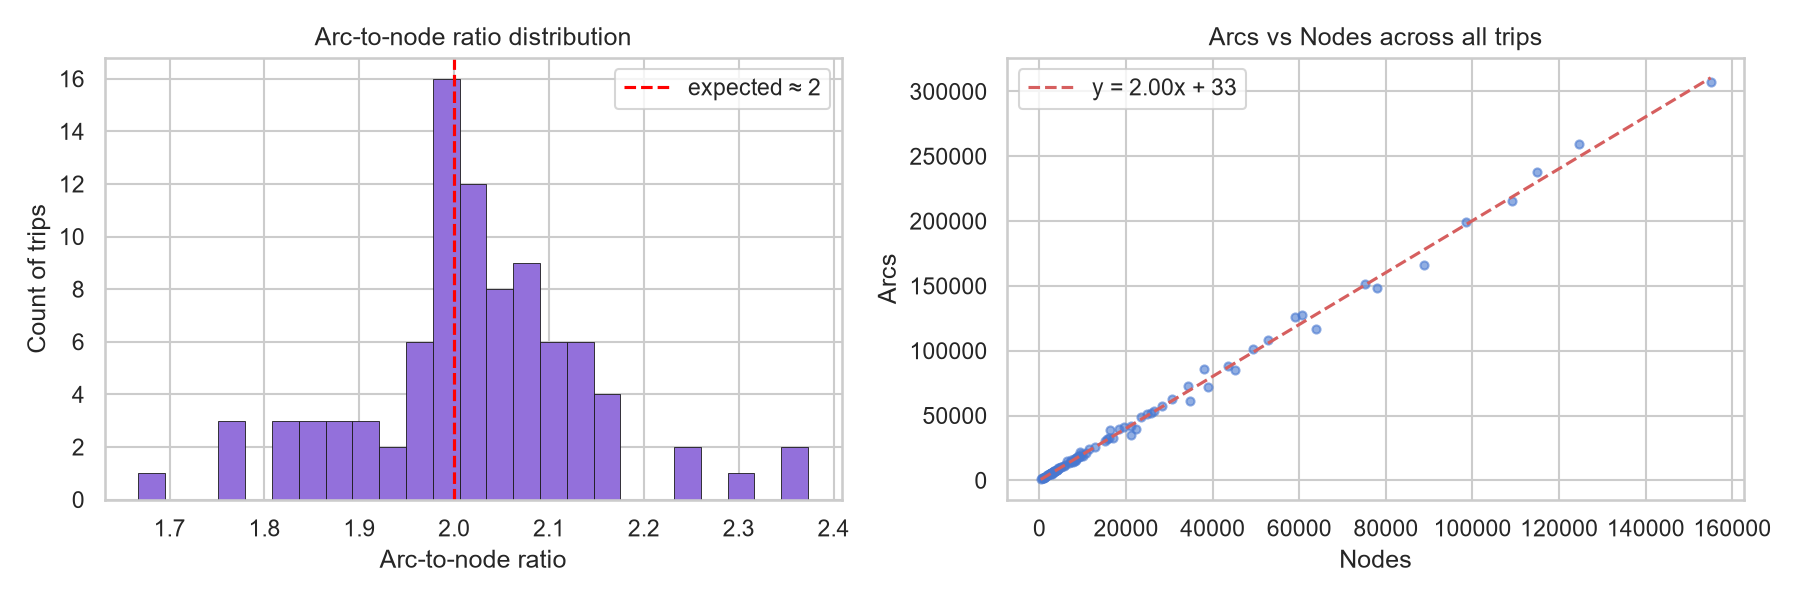 Arc-to-node ratio distribution
Count of trips
16
14
12
10
8
6
4
2
0
expected ≈ 2
1.7 1.8 1.9 2.0 2.1 2.2 2.3 2.4
Arc-to-node ratio
Arcs vs Nodes across all trips
Arcs
300000
250000
200000
150000
100000
50000
0
y = 2.00x + 33
0 20000 40000 60000 80000 100000 120000 140000 160000
Nodes